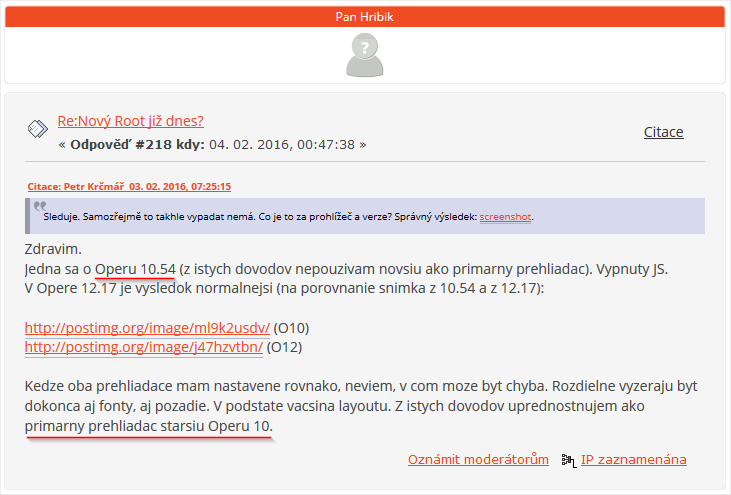 Pan Hribik
?
Re:Nový Root již dnes?
« Odpověď #218 kdy: 04. 02. 2016, 00:47:38 »
Citace
Citace: Petr Krčmář  03. 02. 2016, 07:25:15
Sleduje. Samozřejmě to takhle vypadat nemá. Co je to za prohlížeč a verze? Správný výsledek: screenshot.
Zdravim.
Jedna sa o Operu 10.54 (z istych dovodov nepouzivam novsiu ako primarny prehliadac). Vypnuty JS.
V Opere 12.17 je vysledok normalnejsi (na porovnanie snimka z 10.54 a z 12.17):
http://postimg.org/image/ml9k2usdv/ (O10)
http://postimg.org/image/j47hzvtbn/ (O12)
Kedze oba prehliadace mam nastavene rovnako, neviem, v com moze byt chyba. Rozdielne vyzeraju byt
dokonca aj fonty, aj pozadie. V podstate vacsina layoutu. Z istych dovodov uprednostnujem ako
primarny prehliadac starsiu Operu 10.
Oznámit moderátorům
IP zaznamenána